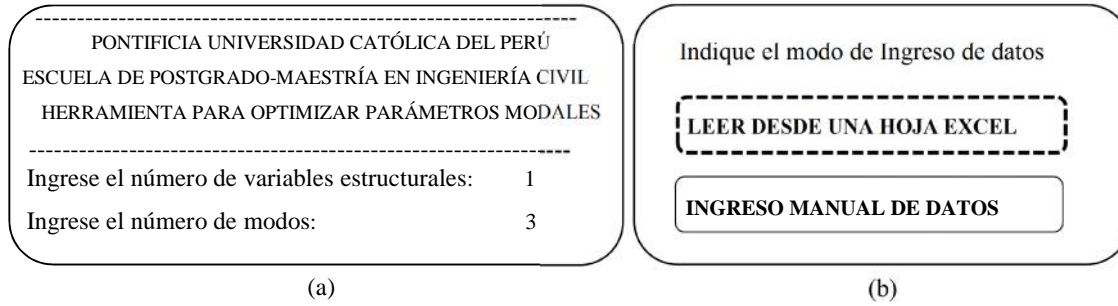 PONTIFICIA UNIVERSIDAD CATÓLICA DEL PERÚ
ESCUELA DE POSTGRADO-MAESTRÍA EN INGENIERÍA CIVIL
HERRAMIENTA PARA OPTIMIZAR PARÁMETROS MODALES
Ingrese el número de variables estructurales: 1
Ingrese el número de modos: 3
(a)
Indique el modo de Ingreso de datos
LEER DESDE UNA HOJA EXCEL
INGRESO MANUAL DE DATOS
(b)